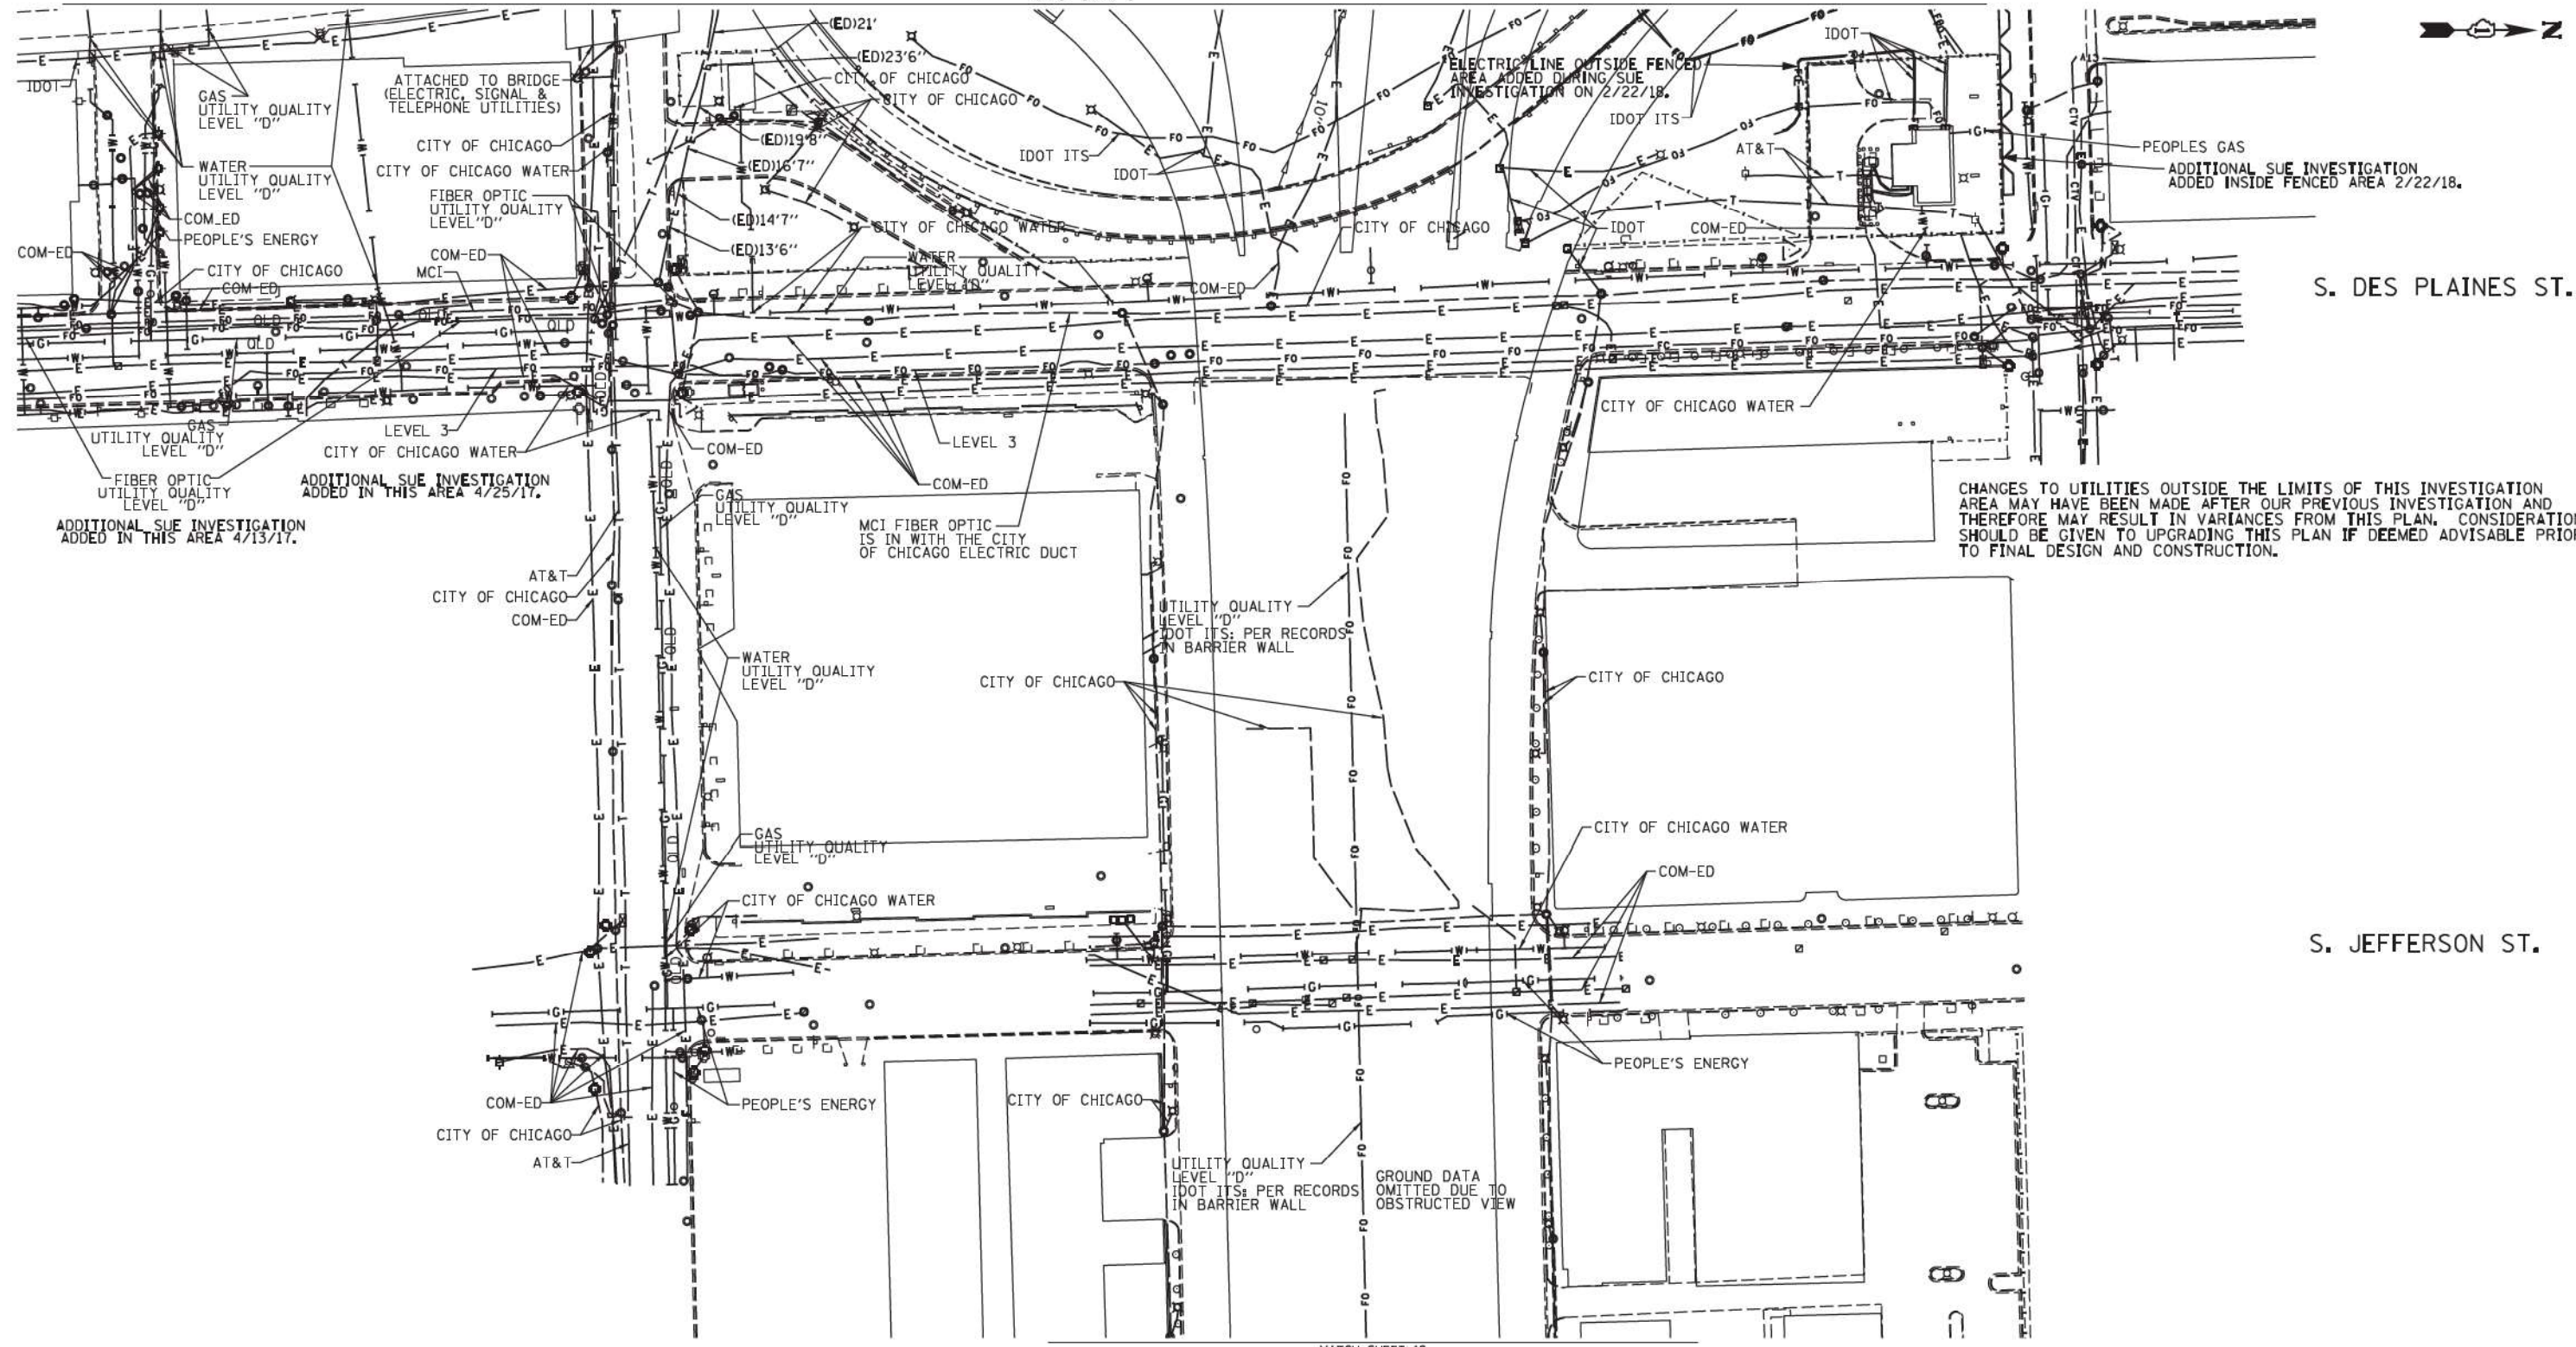 (ED)21'
(ED)23'6"
CITY OF CHICAGO
CITY OF CHICAGO
(ED)19'8"
(ED)16'7"
(ED)14'7"
(ED)13'6"
IDOT
GAS
UTILITY QUALITY
LEVEL "D"
WATER
UTILITY QUALITY
LEVEL "D"
COM_ED
PEOPLE'S ENERGY
COM-ED
CITY OF CHICAGO
COM-ED
ATTACHED TO BRIDGE
(ELECTRIC, SIGNAL &
TELEPHONE UTILITIES)
CITY OF CHICAGO
CITY OF CHICAGO WATER
FIBER OPTIC
UTILITY QUALITY
LEVEL "D"
COM-ED
MCI
CITY OF CHICAGO WATER
WATER
UTILITY QUALITY
LEVEL "D"
IDOT ITS
IDOT
10"
COM-ED
CITY OF CHICAGO
ELECTRIC LINE OUTSIDE FENCED
AREA ADDED DURING SUE
INVESTIGATION ON 2/22/18.
IDOT
IDOT ITS
AT&T
IDOT
COM-ED
PEOPLES GAS
ADDITIONAL SUE INVESTIGATION
ADDED INSIDE FENCED AREA 2/22/18.
N
S. DES PLAINES ST.
GAS
UTILITY QUALITY
LEVEL "D"
LEVEL 3
CITY OF CHICAGO WATER
FIBER OPTIC
UTILITY QUALITY
LEVEL "D"
ADDITIONAL SUE INVESTIGATION
ADDED IN THIS AREA 4/25/17.
ADDITIONAL SUE INVESTIGATION
ADDED IN THIS AREA 4/13/17.
COM-ED
LEVEL 3
COM-ED
GAS
UTILITY QUALITY
LEVEL "D"
MCI FIBER OPTIC
IS IN WITH THE CITY
OF CHICAGO ELECTRIC DUCT
CITY OF CHICAGO WATER
CHANGES TO UTILITIES OUTSIDE THE LIMITS OF THIS INVESTIGATION
AREA MAY HAVE BEEN MADE AFTER OUR PREVIOUS INVESTIGATION AND
THEREFORE MAY RESULT IN VARIANCES FROM THIS PLAN. CONSIDERATION
SHOULD BE GIVEN TO UPGRADING THIS PLAN IF DEEMED ADVISABLE PRIOR
TO FINAL DESIGN AND CONSTRUCTION.
AT&T
CITY OF CHICAGO
COM-ED
WATER
UTILITY QUALITY
LEVEL "D"
UTILITY QUALITY
LEVEL "D"
IDOT ITS: PER RECORDS
IN BARRIER WALL
CITY OF CHICAGO
CITY OF CHICAGO
GAS
UTILITY QUALITY
LEVEL "D"
CITY OF CHICAGO WATER
CITY OF CHICAGO WATER
COM-ED
S. JEFFERSON ST.
COM-ED
CITY OF CHICAGO
AT&T
PEOPLE'S ENERGY
CITY OF CHICAGO
PEOPLE'S ENERGY
UTILITY QUALITY
LEVEL "D"
IDOT ITS: PER RECORDS
IN BARRIER WALL
GROUND DATA
OMITTED DUE TO
OBSTRUCTED VIEW